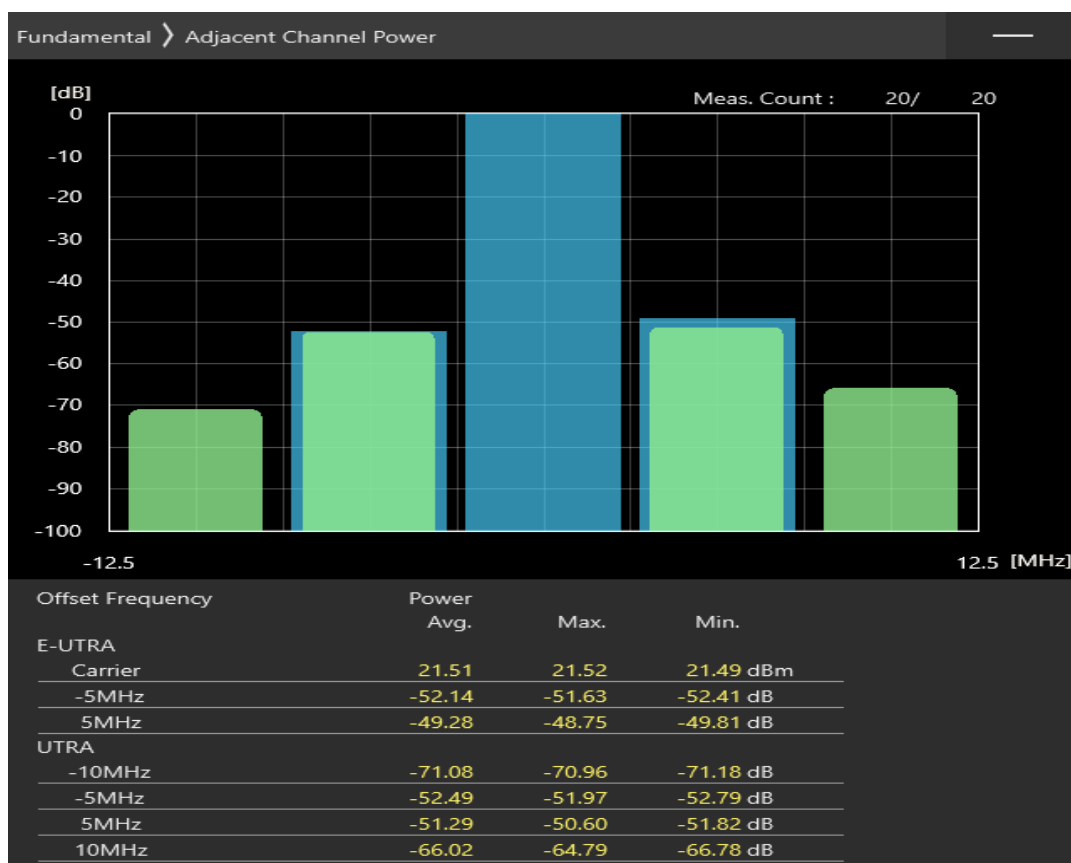 Fundamental ❯ Adjacent Channel Power
[dB]
Meas. Count : 20/ 20
0
-10
-20
-30
-40
-50
-60
-70
-80
-90
-100
-12.5 12.5 [MHz]
Offset Frequency Power
Avg. Max. Min.
E-UTRA
Carrier 21.51 21.52 21.49 dBm
-5MHz -52.14 -51.63 -52.41 dB
5MHz -49.28 -48.75 -49.81 dB
UTRA
-10MHz -71.08 -70.96 -71.18 dB
-5MHz -52.49 -51.97 -52.79 dB
5MHz -51.29 -50.60 -51.82 dB
10MHz -66.02 -64.79 -66.78 dB